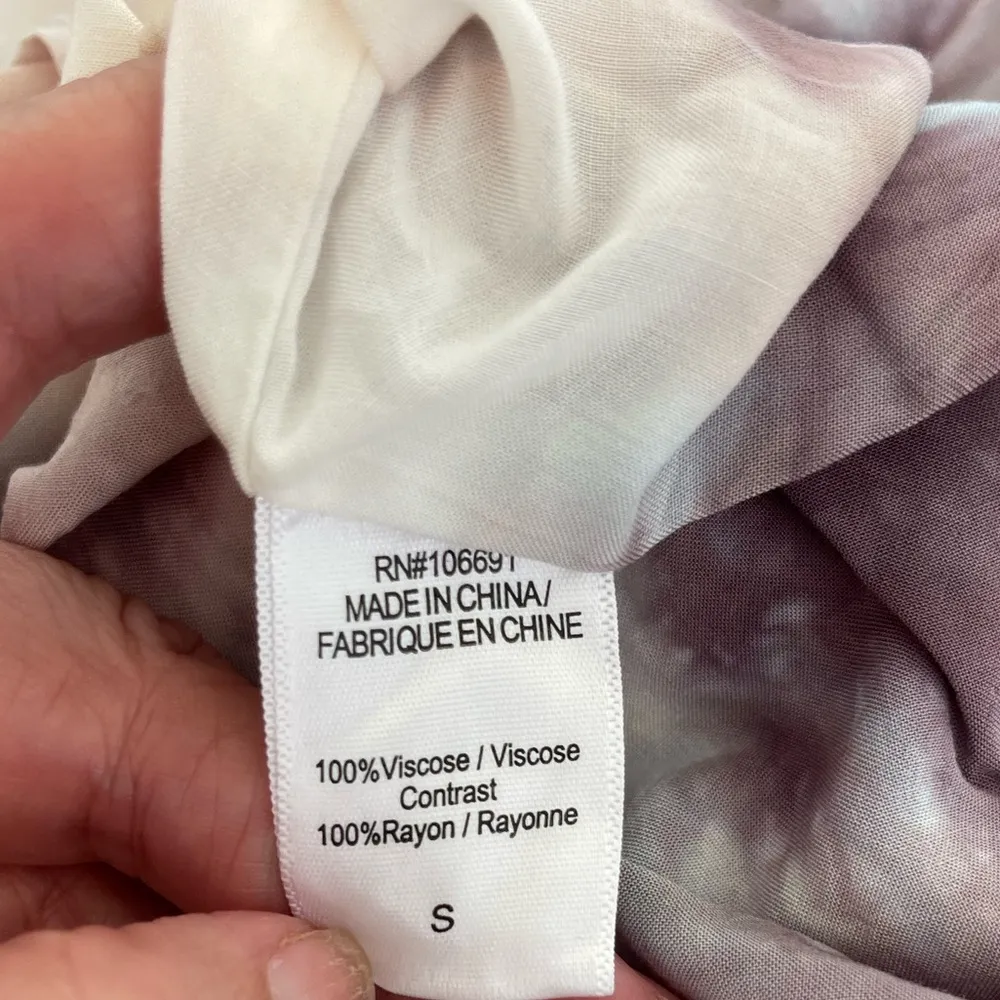 RN#106691
MADE IN CHINA/
FABRIQUE EN CHINE
100%Viscose / Viscose
Contrast
100%Rayon / Rayonne
S